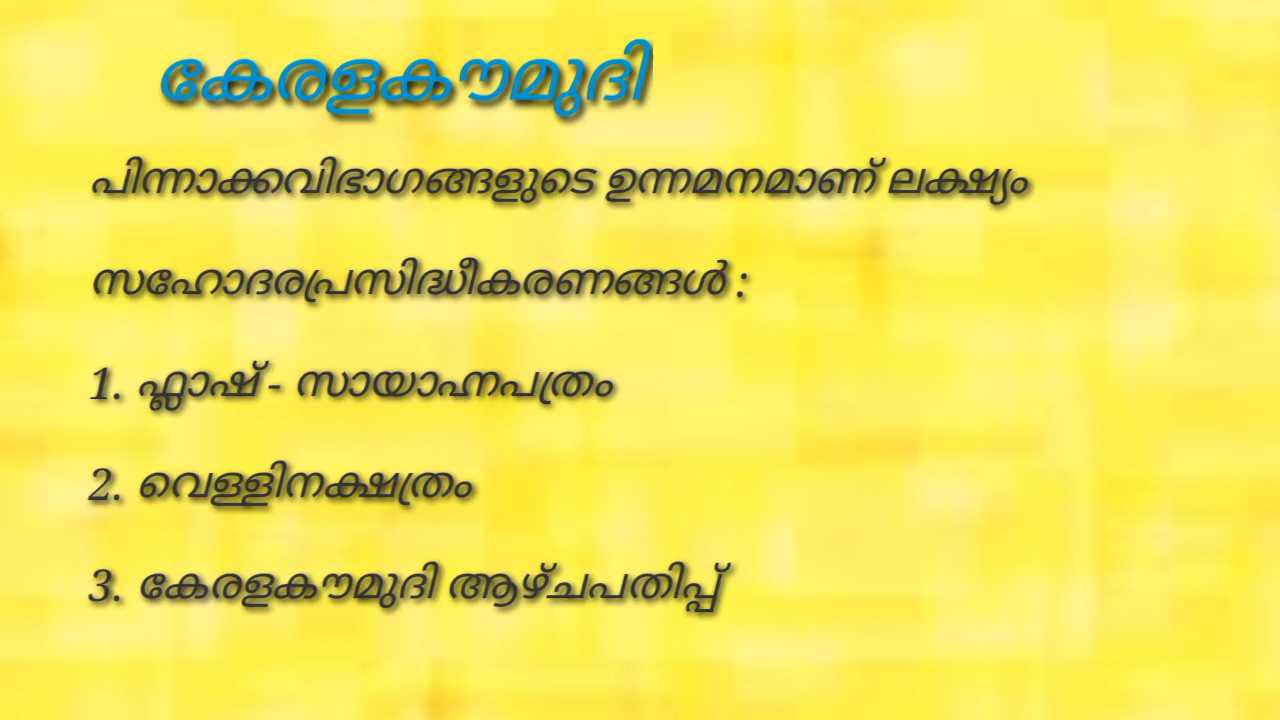 കേരളകൗമുദി
പിന്നാക്കവിഭാഗങ്ങളുടെ ഉന്നമനമാണ് ലക്ഷ്യം
സഹോദരപ്രസിദ്ധീകരണങ്ങൾ :
1. ഫ്ലാഷ് - സായാഹ്നപത്രം
2. വെള്ളിനക്ഷത്രം
3. കേരളകൗമുദി ആഴ്ചപതിപ്പ്